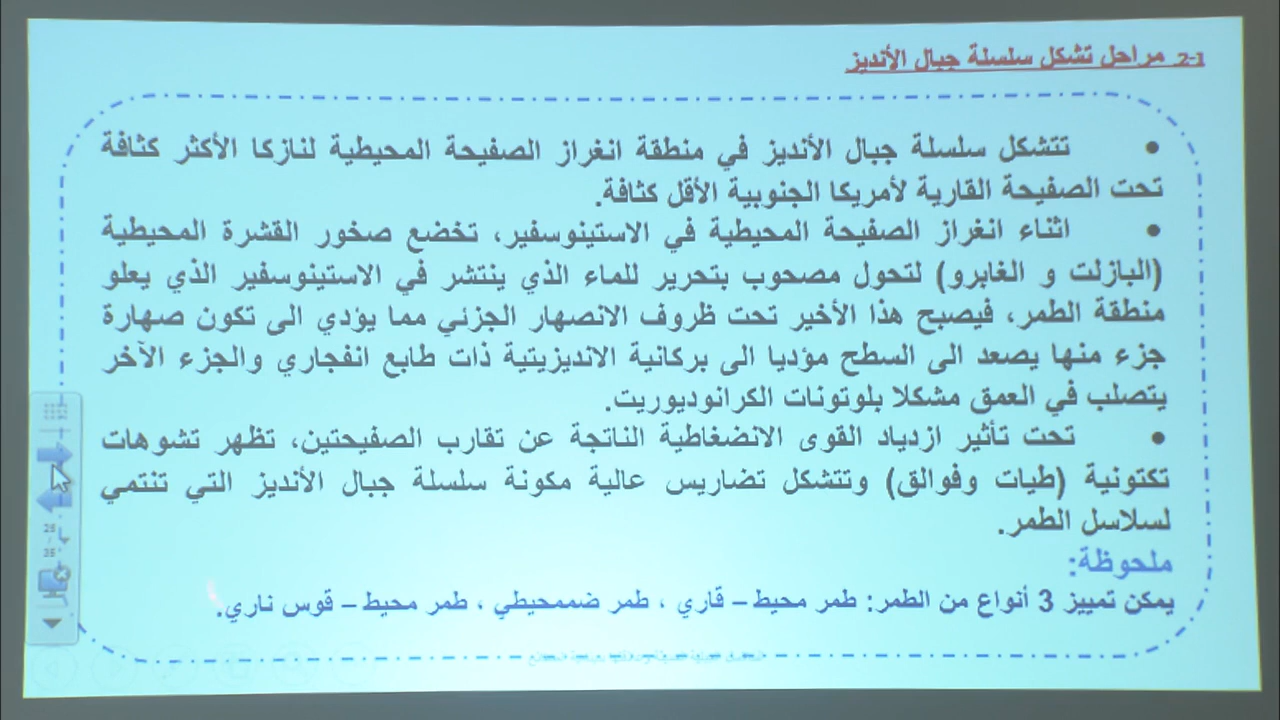 2-1 مراحل تشكل سلسلة جبال الأنديز
• تتشكل سلسلة جبال الأنديز في منطقة انغراز الصفيحة المحيطية لنازكا الأكثر كثافة
تحت الصفيحة القارية لأمريكا الجنوبية الأقل كثافة.
• اثناء انغراز الصفيحة المحيطية في الاستينوسفير، تخضع صخور القشرة المحيطية
(البازلت و الغابرو) لتحول مصحوب بتحرير للماء الذي ينتشر في الاستينوسفير الذي يعلو
منطقة الطمر، فيصبح هذا الأخير تحت ظروف الانصهار الجزئي مما يؤدي الى تكون صهارة
جزء منها يصعد الى السطح مؤديا الى بركانية الانديزيتية ذات طابع انفجاري والجزء الآخر
يتصلب في العمق مشكلا بلوتونات الكرانوديوريت.
• تحت تأثير ازدياد القوى الانضغاطية الناتجة عن تقارب الصفيحتين، تظهر تشوهات
تكتونية (طيات وفوالق) وتتشكل تضاريس عالية مكونة سلسلة جبال الأنديز التي تنتمي
لسلاسل الطمر.
ملحوظة:
يمكن تمييز 3 أنواع من الطمر: طمر محيط– قاري ، طمر ضممحيطي ، طمر محيط– قوس ناري.
25
/
35